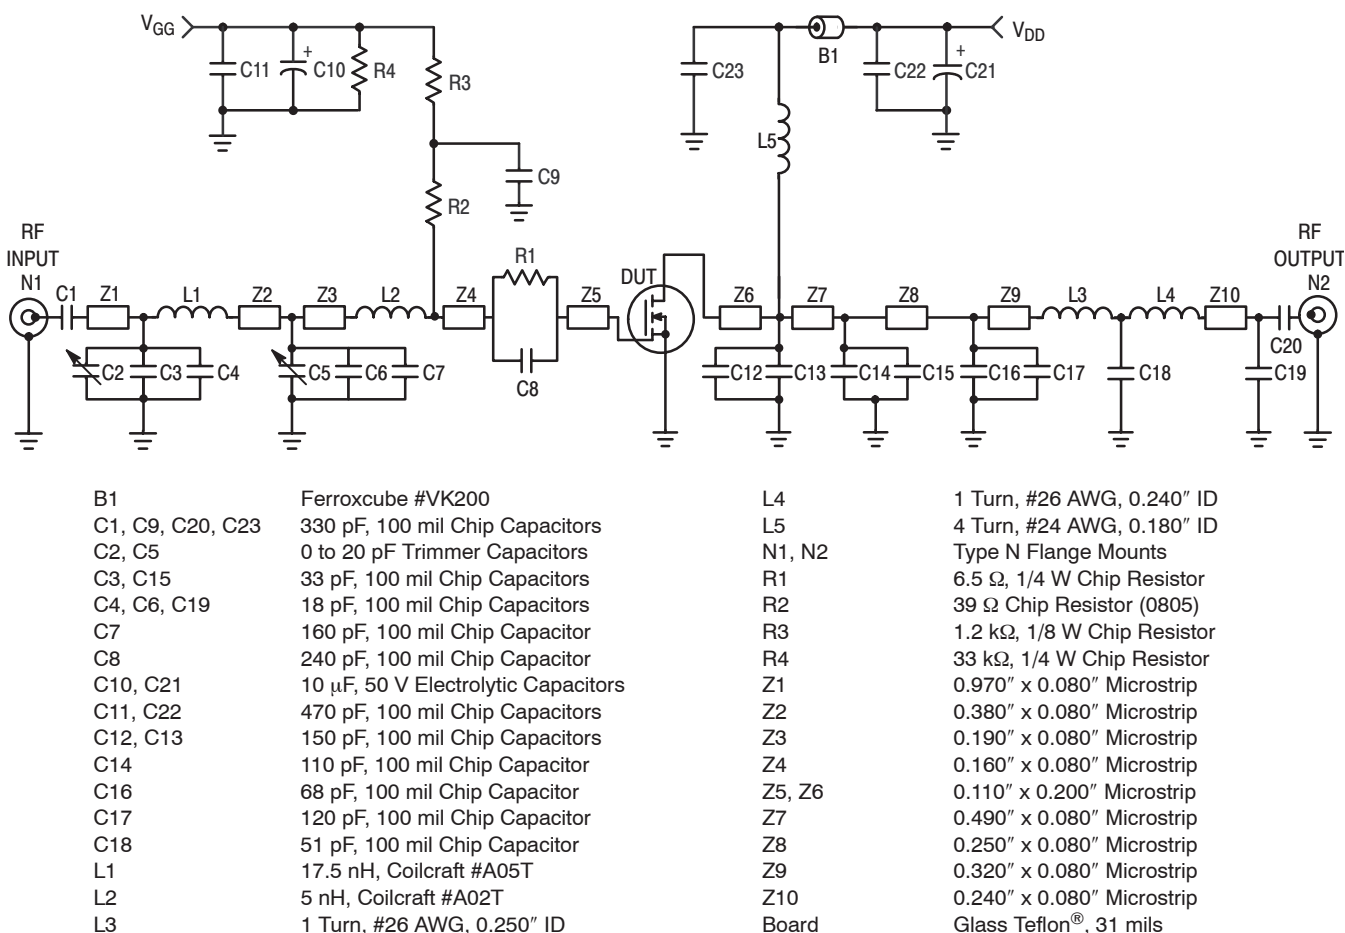 VGG
C11
+
C10
R4
R3
C9
R2
C23
B1
C22
+
C21
VDD
L5
RF
INPUT
N1
C1
Z1
L1
Z2
Z3
L2
Z4
R1
C8
Z5
DUT
Z6
Z7
Z8
Z9
L3
L4
Z10
RF
OUTPUT
N2
C20
C2
C3
C4
C5
C6
C7
C12
C13
C14
C15
C16
C17
C18
C19
B1 Ferroxcube #VK200
C1, C9, C20, C23 330 pF, 100 mil Chip Capacitors
C2, C5 0 to 20 pF Trimmer Capacitors
C3, C15 33 pF, 100 mil Chip Capacitors
C4, C6, C19 18 pF, 100 mil Chip Capacitors
C7 160 pF, 100 mil Chip Capacitor
C8 240 pF, 100 mil Chip Capacitor
C10, C21 10 μF, 50 V Electrolytic Capacitors
C11, C22 470 pF, 100 mil Chip Capacitors
C12, C13 150 pF, 100 mil Chip Capacitors
C14 110 pF, 100 mil Chip Capacitor
C16 68 pF, 100 mil Chip Capacitor
C17 120 pF, 100 mil Chip Capacitor
C18 51 pF, 100 mil Chip Capacitor
L1 17.5 nH, Coilcraft #A05T
L2 5 nH, Coilcraft #A02T
L3 1 Turn, #26 AWG, 0.250″ ID
L4 1 Turn, #26 AWG, 0.240″ ID
L5 4 Turn, #24 AWG, 0.180″ ID
N1, N2 Type N Flange Mounts
R1 6.5 Ω, 1/4 W Chip Resistor
R2 39 Ω Chip Resistor (0805)
R3 1.2 kΩ, 1/8 W Chip Resistor
R4 33 kΩ, 1/4 W Chip Resistor
Z1 0.970″ x 0.080″ Microstrip
Z2 0.380″ x 0.080″ Microstrip
Z3 0.190″ x 0.080″ Microstrip
Z4 0.160″ x 0.080″ Microstrip
Z5, Z6 0.110″ x 0.200″ Microstrip
Z7 0.490″ x 0.080″ Microstrip
Z8 0.250″ x 0.080″ Microstrip
Z9 0.320″ x 0.080″ Microstrip
Z10 0.240″ x 0.080″ Microstrip
Board Glass Teflon®, 31 mils